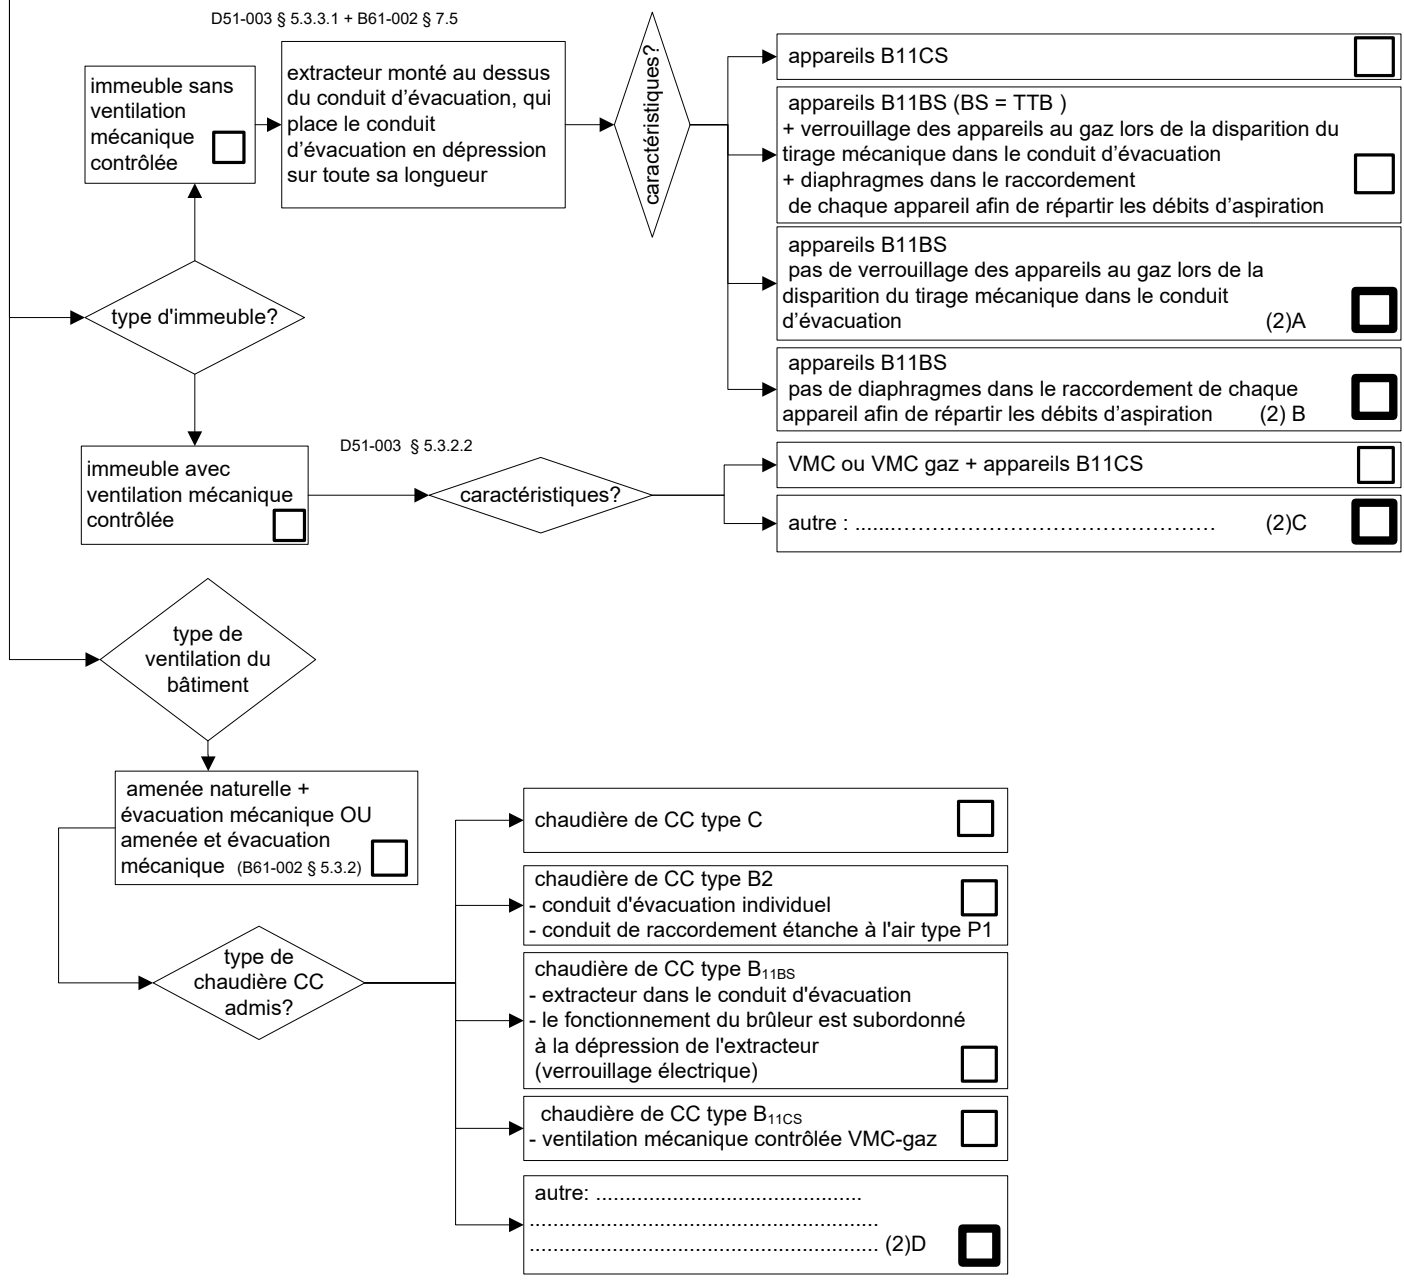 D51-003 § 5.3.3.1 + B61-002 § 7.5
immeuble sans
ventilation
mécanique
contrôlée
extracteur monté au dessus
du conduit d’évacuation, qui
place le conduit
d’évacuation en dépression
sur toute sa longueur
caractéristiques?
appareils B11CS
appareils B11BS (BS = TTB )
+ verrouillage des appareils au gaz lors de la disparition du
tirage mécanique dans le conduit d’évacuation
+ diaphragmes dans le raccordement
de chaque appareil afin de répartir les débits d’aspiration
appareils B11BS
pas de verrouillage des appareils au gaz lors de la
disparition du tirage mécanique dans le conduit
d’évacuation (2)A
appareils B11BS
pas de diaphragmes dans le raccordement de chaque
appareil afin de répartir les débits d’aspiration (2) B
type d'immeuble?
immeuble avec
ventilation mécanique
contrôlée
D51-003 § 5.3.2.2
caractéristiques?
VMC ou VMC gaz + appareils B11CS
autre : .......………………………………………… (2)C
type de
ventilation du
bâtiment
amenée naturelle +
évacuation mécanique OU
amenée et évacuation
mécanique (B61-002 § 5.3.2)
type de
chaudière CC
admis?
chaudière de CC type C
chaudière de CC type B2
- conduit d'évacuation individuel
- conduit de raccordement étanche à l'air type P1
chaudière de CC type B11BS
- extracteur dans le conduit d'évacuation
- le fonctionnement du brûleur est subordonné
à la dépression de l'extracteur
(verrouillage électrique)
chaudière de CC type B11CS
- ventilation mécanique contrôlée VMC-gaz
autre: .............................................
...........................................................
........................................................... (2)D